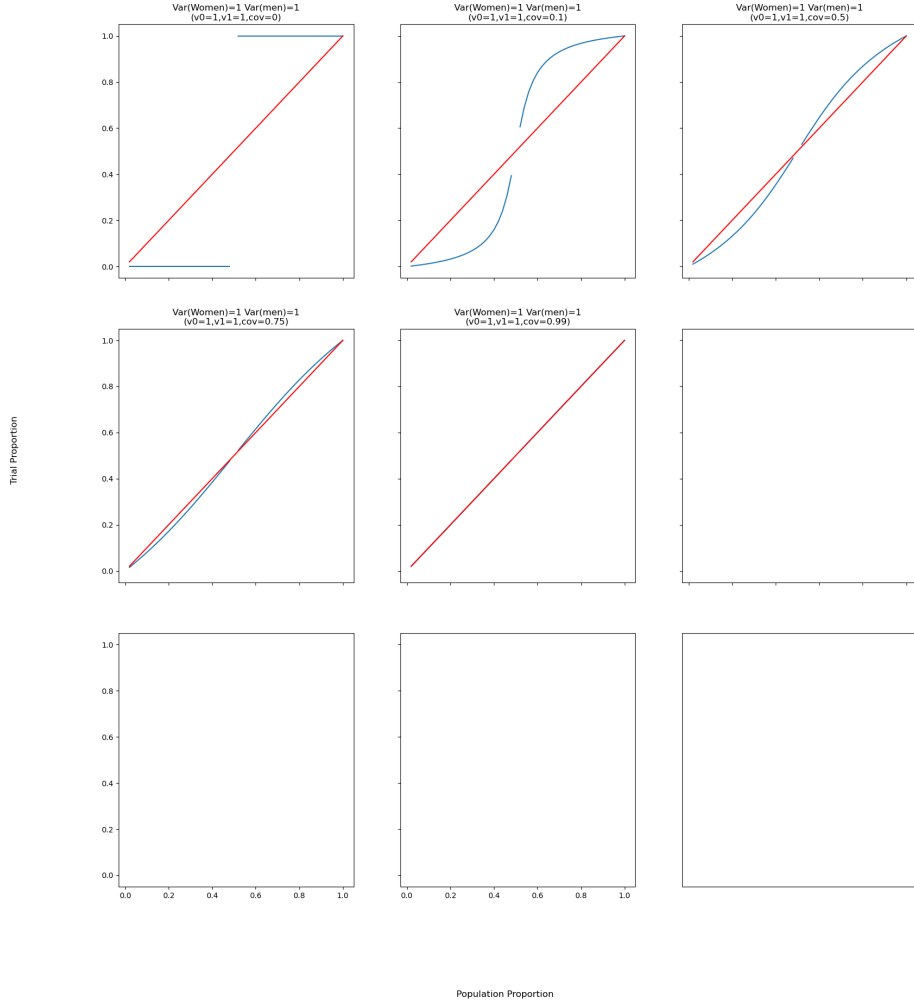 Var(Women)=1 Var(men)=1
(v0=1,v1=1,cov=0)
Var(Women)=1 Var(men)=1
(v0=1,v1=1,cov=0.1)
Var(Women)=1 Var(men)=1
(v0=1,v1=1,cov=0.5)
1.0
0.8
0.6
0.4
0.2
0.0
Var(Women)=1 Var(men)=1
(v0=1,v1=1,cov=0.75)
Var(Women)=1 Var(men)=1
(v0=1,v1=1,cov=0.99)
1.0
0.8
0.6
0.4
0.2
0.0
Trial Proportion
1.0
0.8
0.6
0.4
0.2
0.0
0.0 0.2 0.4 0.6 0.8 1.0
0.0 0.2 0.4 0.6 0.8 1.0
Population Proportion